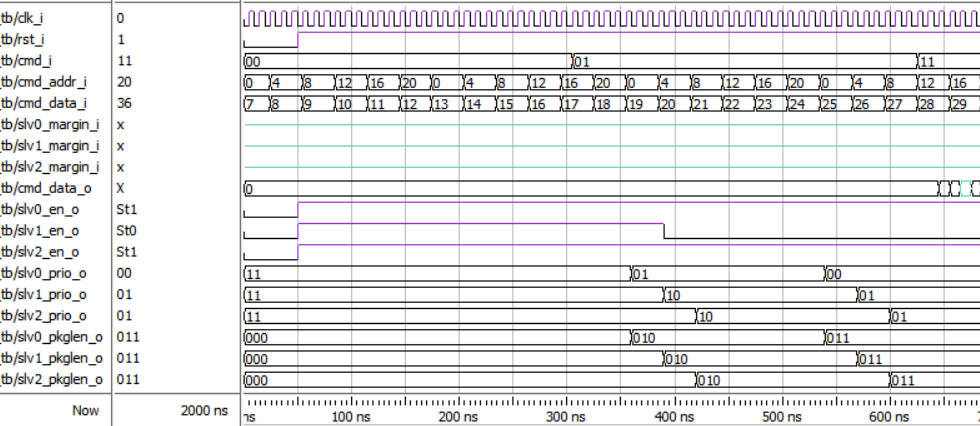 tb/clk_i 0
tb/rst_i 1
tb/cmd_i 11 00 01 11
tb/cmd_addr_i 20 0 4 8 12 16 20 0 4 8 12 16 20 0 4 8 12 16 20 0 4 8 12 16
tb/cmd_data_i 36 7 8 9 10 11 12 13 14 15 16 17 18 19 20 21 22 23 24 25 26 27 28 29
tb/slv0_margin_i x
tb/slv1_margin_i x
tb/slv2_margin_i x
tb/cmd_data_o X 0
tb/slv0_en_o St1
tb/slv1_en_o St0
tb/slv2_en_o St1
tb/slv0_prio_o 00 11 01 00
tb/slv1_prio_o 01 11 10 01
tb/slv2_prio_o 01 11 10 01
tb/slv0_pkglen_o 011 000 010 011
tb/slv1_pkglen_o 011 000 010 011
tb/slv2_pkglen_o 011 000 010 011
Now 2000 ns ns 100 ns 200 ns 300 ns 400 ns 500 ns 600 ns